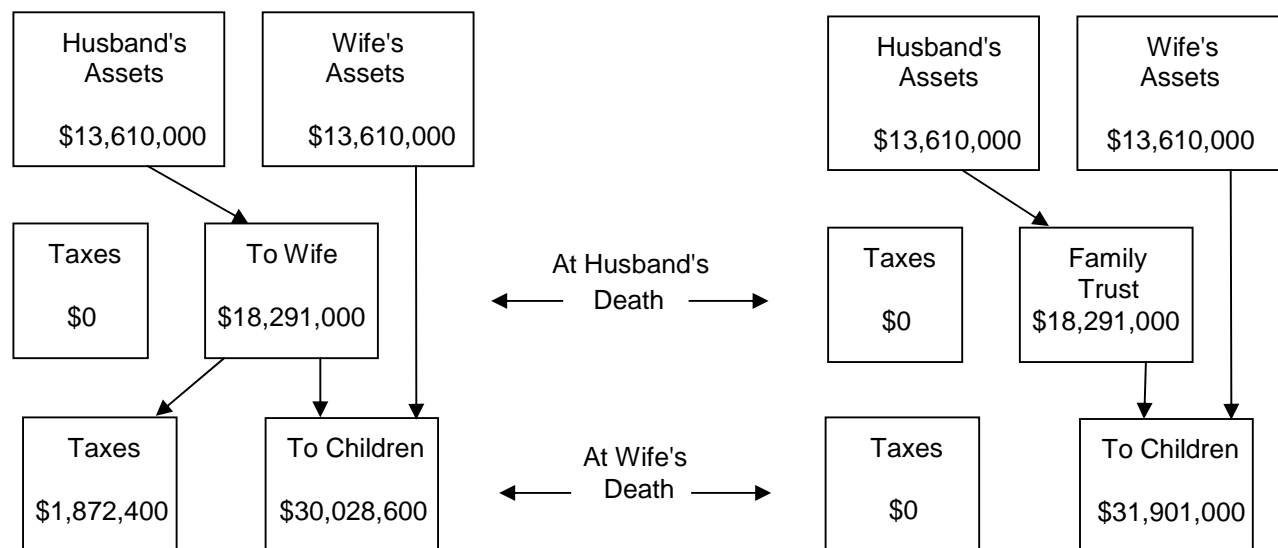 Husband's
Assets
$13,610,000
Wife's
Assets
$13,610,000
Taxes
$0
To Wife
$18,291,000
Taxes
$1,872,400
To Children
$30,028,600
At Husband's
Death
At Wife's
Death
Husband's
Assets
$13,610,000
Wife's
Assets
$13,610,000
Taxes
$0
Family
Trust
$18,291,000
Taxes
$0
To Children
$31,901,000